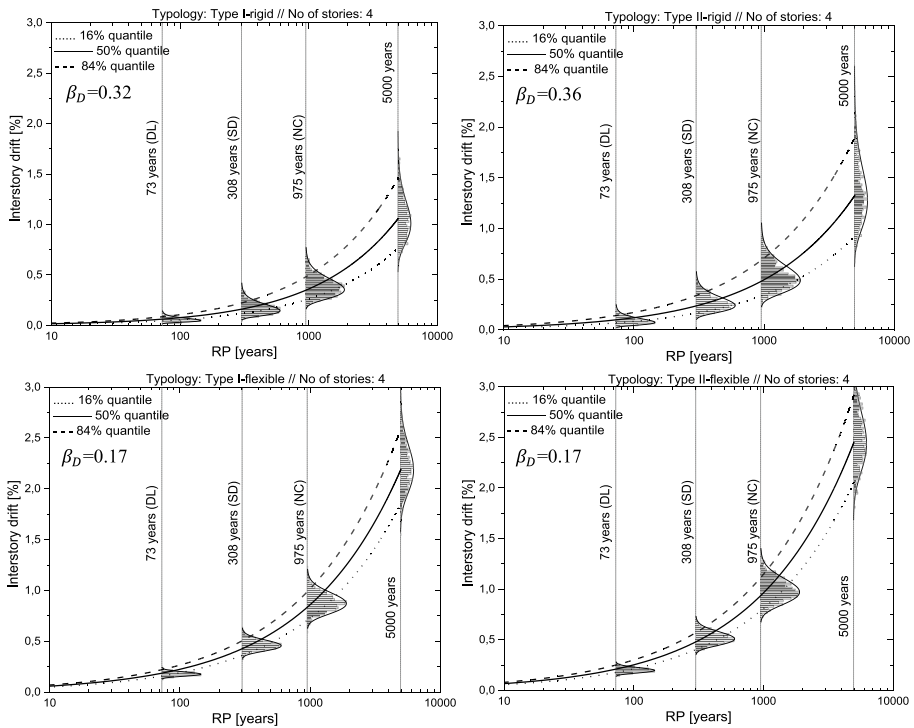 Typology: Type I-rigid // No of stories: 4
16% quantile
50% quantile
84% quantile
β_D=0.32
73 years (DL)
308 years (SD)
975 years (NC)
5000 years
Interstory drift [%]
3,0
2,5
2,0
1,5
1,0
0,5
0,0
10
100
1000
10000
RP [years]
Typology: Type II-rigid // No of stories: 4
16% quantile
50% quantile
84% quantile
β_D=0.36
73 years (DL)
308 years (SD)
975 years (NC)
5000 years
Interstory drift [%]
3,0
2,5
2,0
1,5
1,0
0,5
0,0
10
100
1000
10000
RP [years]
Typology: Type I-flexible // No of stories: 4
16% quantile
50% quantile
84% quantile
β_D=0.17
73 years (DL)
308 years (SD)
975 years (NC)
5000 years
Interstory drift [%]
3,0
2,5
2,0
1,5
1,0
0,5
0,0
10
100
1000
10000
RP [years]
Typology: Type II-flexible // No of stories: 4
16% quantile
50% quantile
84% quantile
β_D=0.17
73 years (DL)
308 years (SD)
975 years (NC)
5000 years
Interstory drift [%]
3,0
2,5
2,0
1,5
1,0
0,5
0,0
10
100
1000
10000
RP [years]